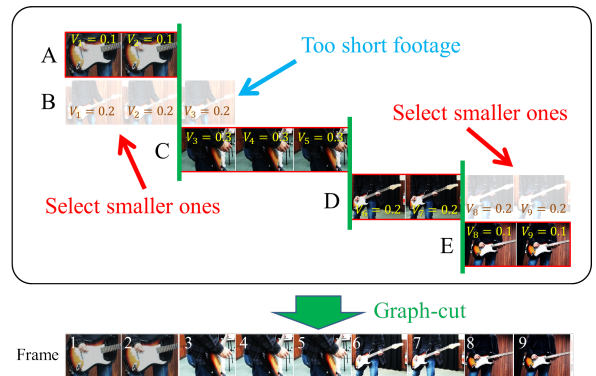 A
V₁ = 0.1
V₂ = 0.1
Too short footage
B
V₁ = 0.2
V₂ = 0.2
V₃ = 0.2
Select smaller ones
C
V₃ = 0.3
V₄ = 0.3
V₅ = 0.3
Select smaller ones
D
= 0.2
= 0.2
V₈ = 0.2
V₉ = 0.2
E
V₈ = 0.1
V₉ = 0.1
Graph-cut
Frame 1 2 3 4 5 6 7 8 9